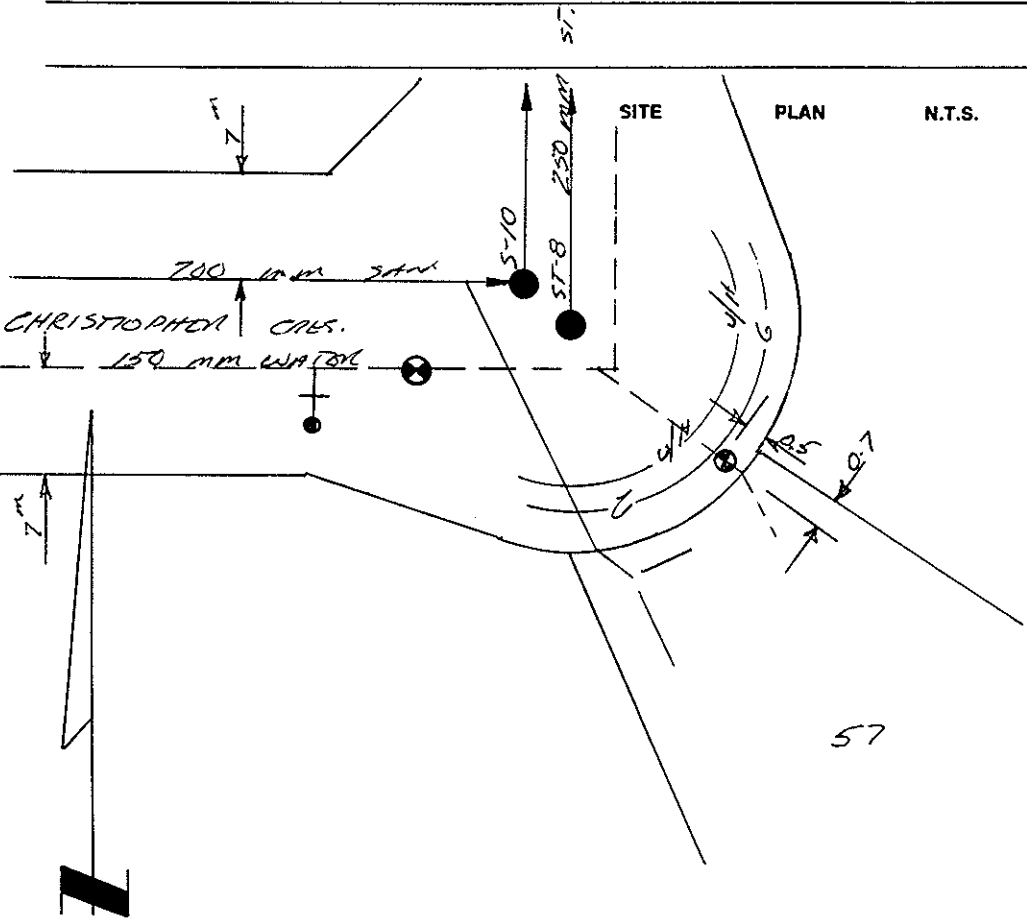 ST.
SITE PLAN N.T.S.
7 m
S-10
ST-8 250 mm
200 mm SAN
CHRISTOPHER CRES.
150 mm WATER
0.5
0.7
7 m
57